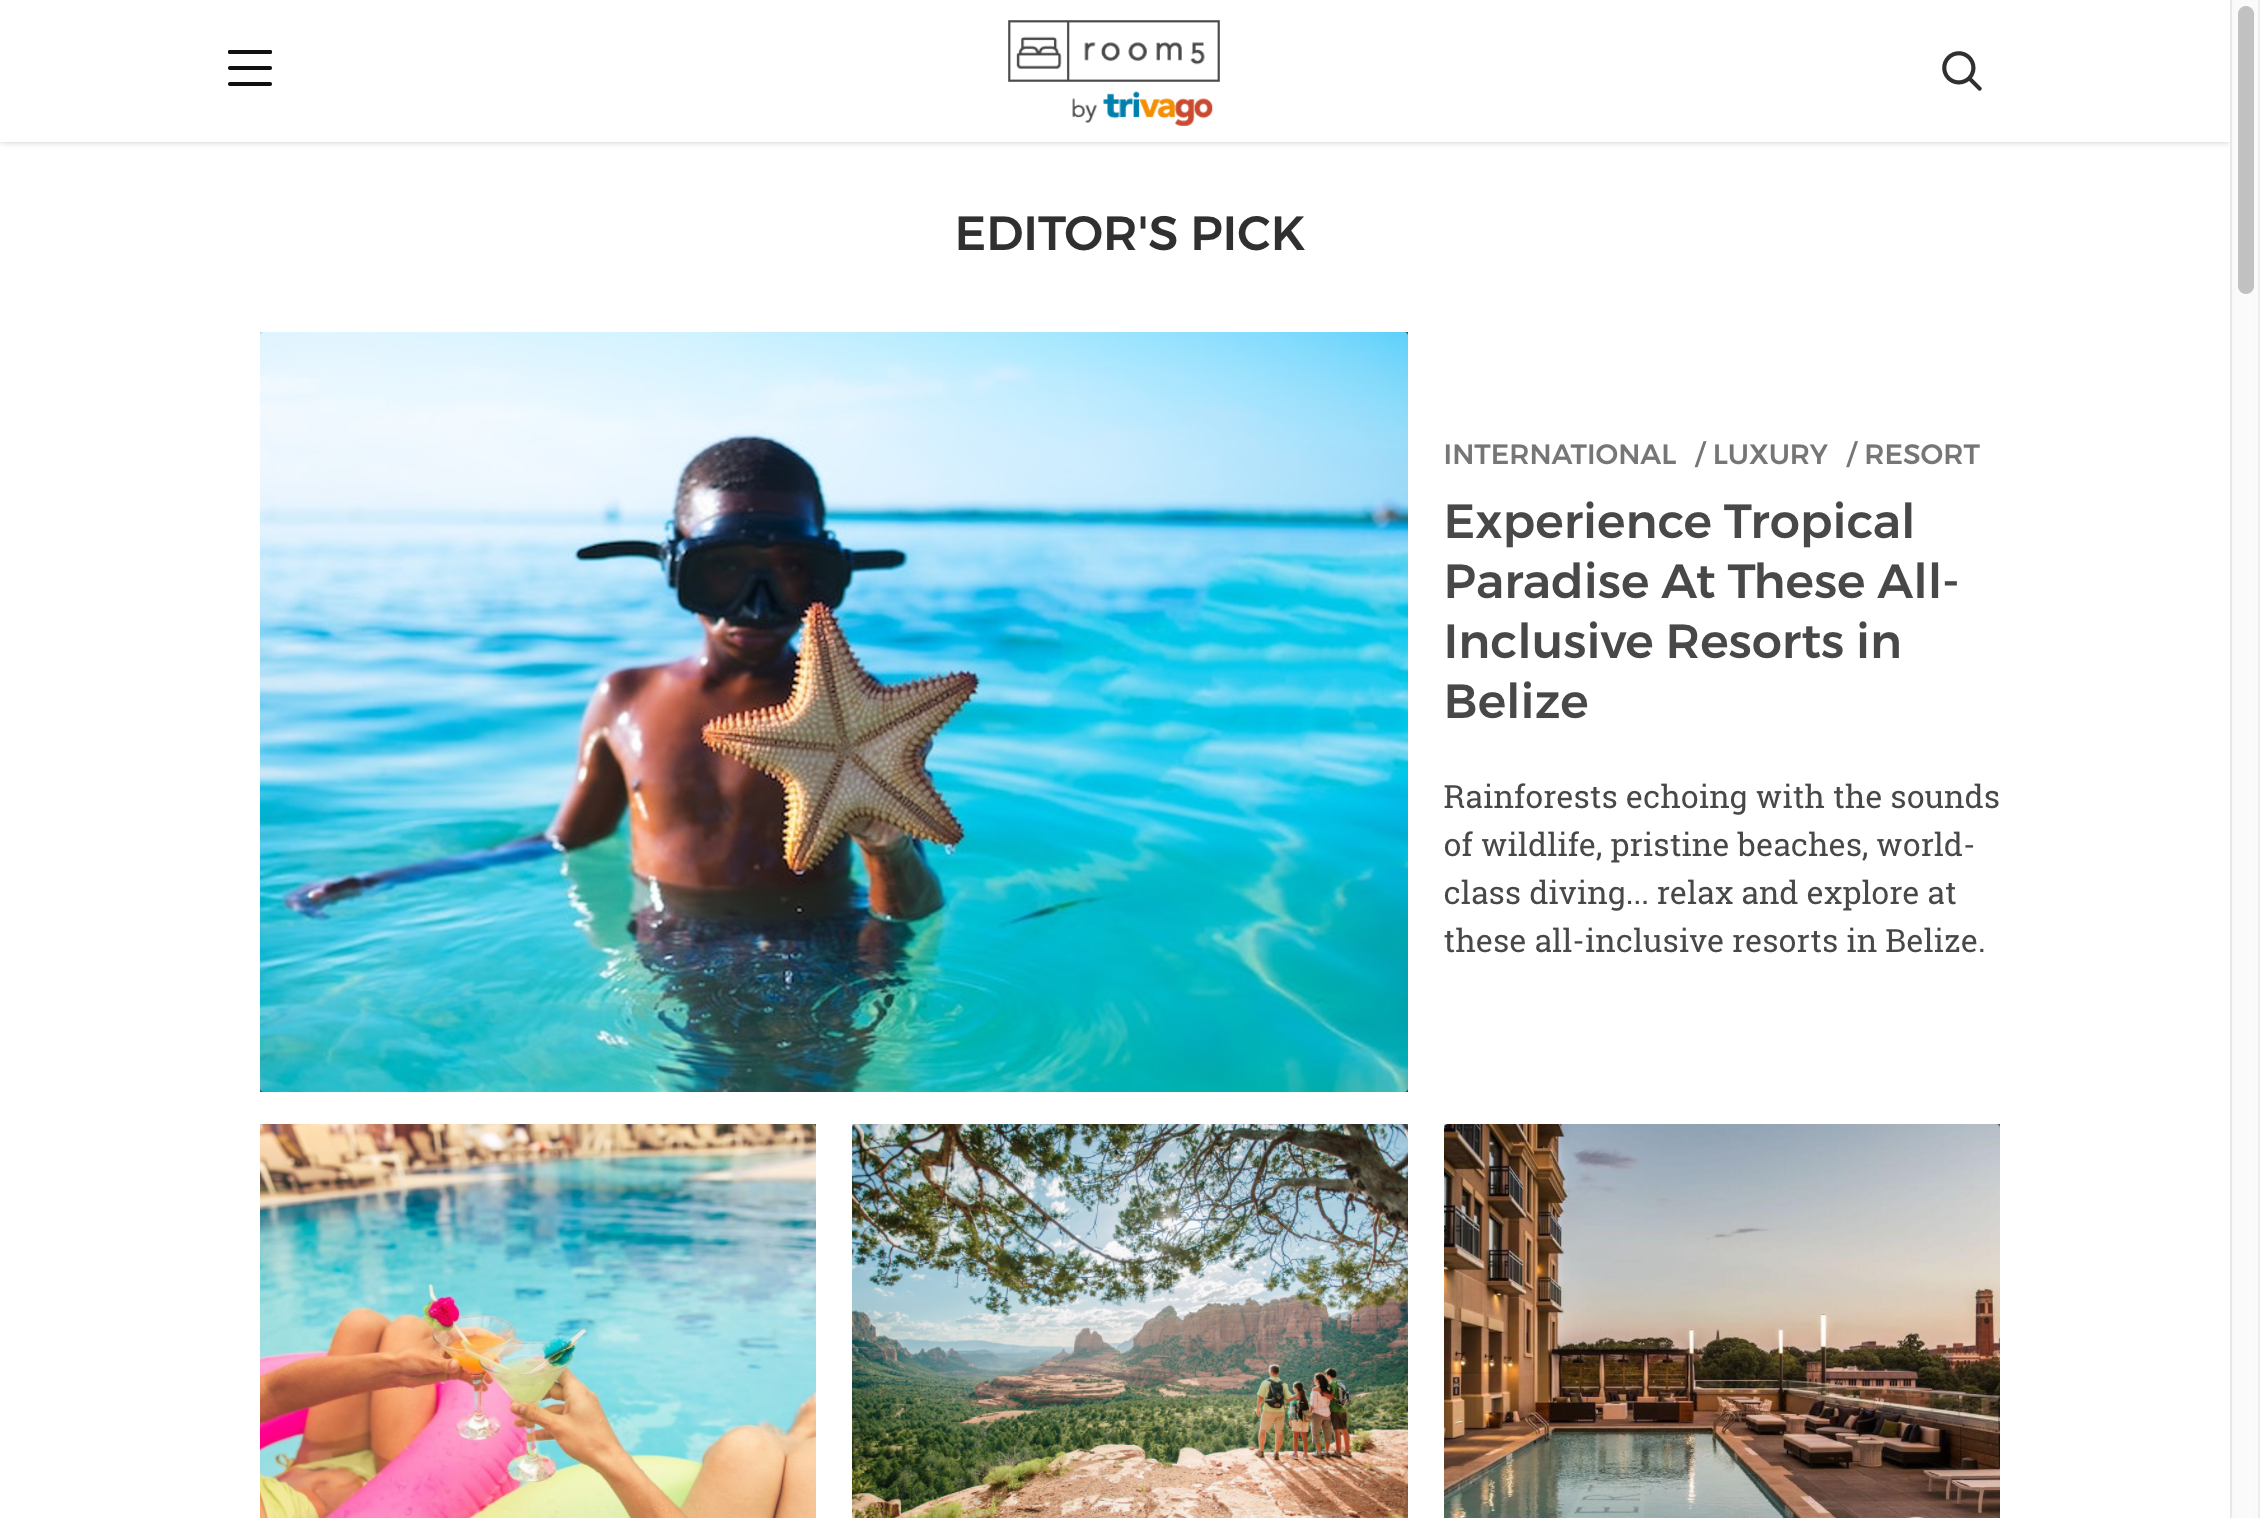 room5
by trivago
EDITOR'S PICK
INTERNATIONAL / LUXURY / RESORT
Experience Tropical
Paradise At These All-
Inclusive Resorts in
Belize
Rainforests echoing with the sounds
of wildlife, pristine beaches, world-
class diving... relax and explore at
these all-inclusive resorts in Belize.